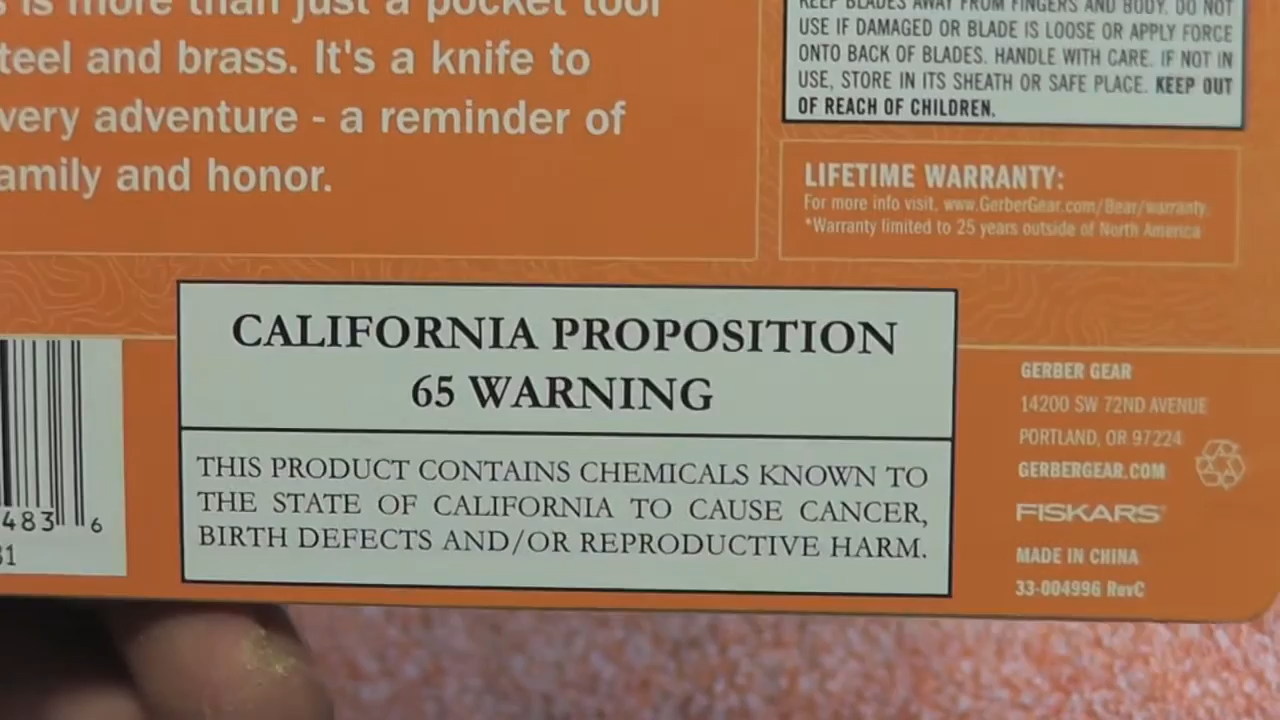 is more than just a pocket tool
teel and brass. It's a knife to
very adventure - a reminder of
amily and honor.
KEEP BLADES AWAY FROM FINGERS AND BODY. DO NOT
USE IF DAMAGED OR BLADE IS LOOSE OR APPLY FORCE
ONTO BACK OF BLADES. HANDLE WITH CARE. IF NOT IN
USE, STORE IN ITS SHEATH OR SAFE PLACE. KEEP OUT
OF REACH OF CHILDREN.
LIFETIME WARRANTY:
For more info visit, www.GerberGear.com/Bear/warranty
*Warranty limited to 25 years outside of North America
CALIFORNIA PROPOSITION
65 WARNING
THIS PRODUCT CONTAINS CHEMICALS KNOWN TO
THE STATE OF CALIFORNIA TO CAUSE CANCER,
BIRTH DEFECTS AND/OR REPRODUCTIVE HARM.
483 6
31
GERBER GEAR
14200 SW 72ND AVENUE
PORTLAND, OR 97224
GERBERGEAR.COM
FISKARS
MADE IN CHINA
33-004996 RevC